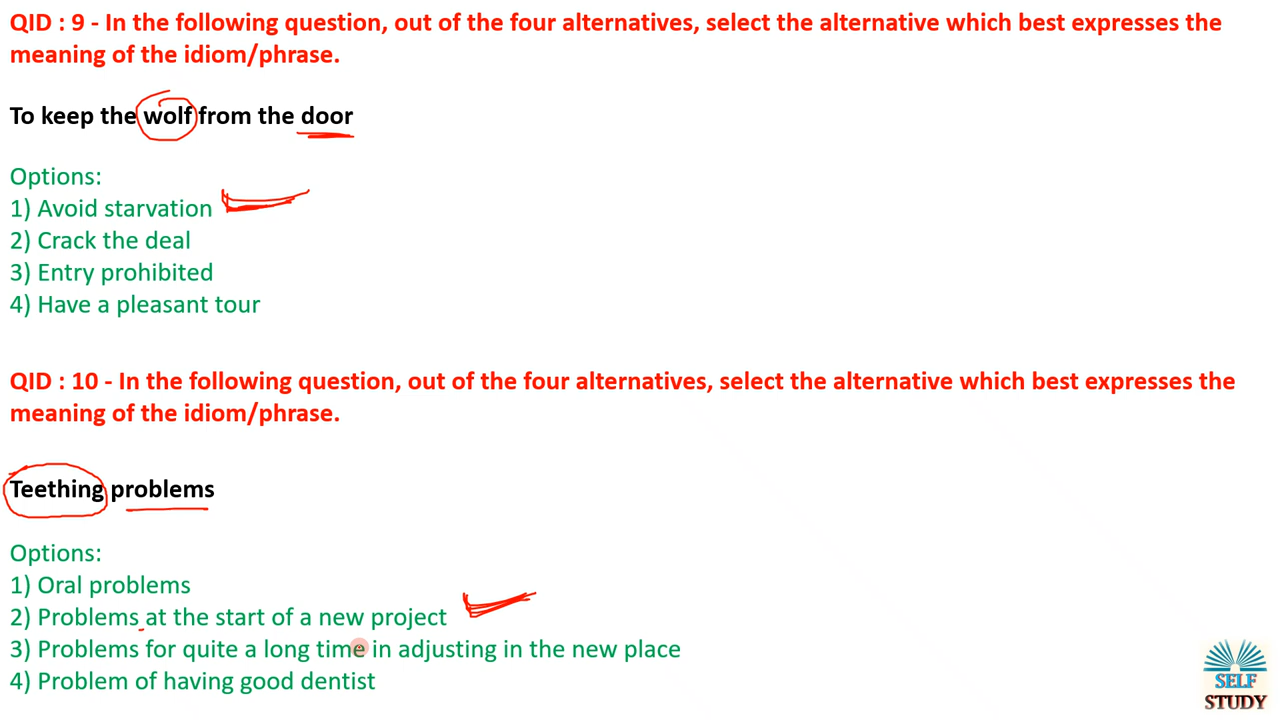 QID : 9 - In the following question, out of the four alternatives, select the alternative which best expresses the
meaning of the idiom/phrase.
To keep the wolf from the door
Options:
1) Avoid starvation
2) Crack the deal
3) Entry prohibited
4) Have a pleasant tour
QID : 10 - In the following question, out of the four alternatives, select the alternative which best expresses the
meaning of the idiom/phrase.
Teething problems
Options:
1) Oral problems
2) Problems at the start of a new project
3) Problems for quite a long time in adjusting in the new place
4) Problem of having good dentist
SELF
STUDY